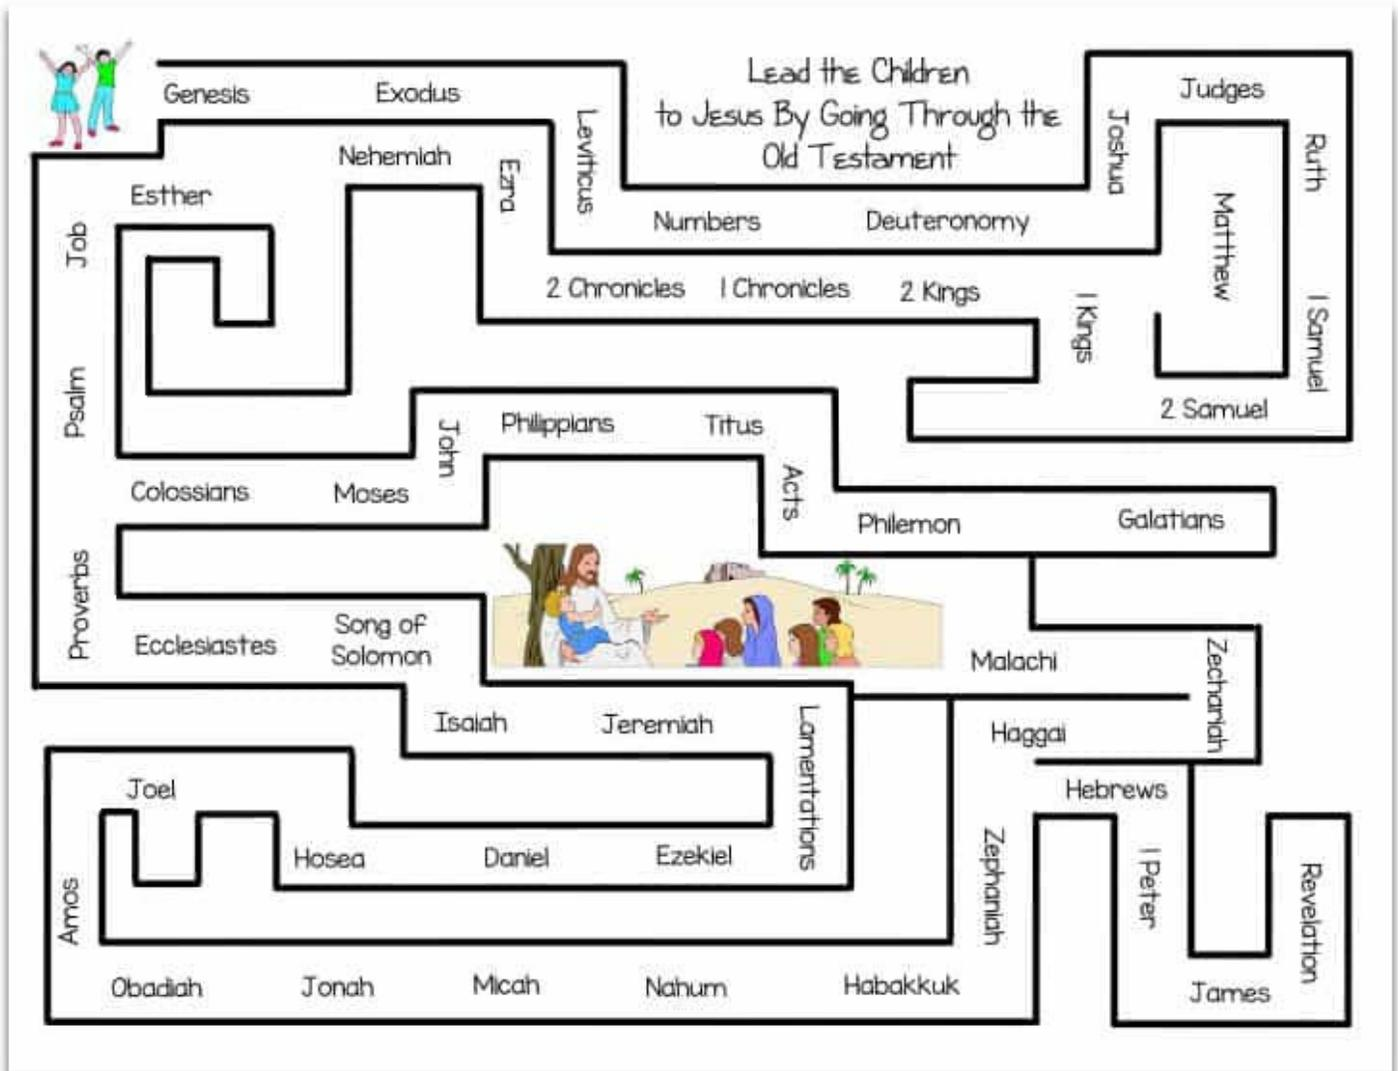 Lead the Children
to Jesus By Going Through the
Old Testament
Genesis
Exodus
Leviticus
Numbers
Deuteronomy
Joshua
Judges
Ruth
1 Samuel
2 Samuel
Matthew
1 Kings
2 Kings
1 Chronicles
2 Chronicles
Ezra
Nehemiah
Esther
Job
Psalm
Proverbs
Colossians
Moses
John
Philippians
Titus
Acts
Philemon
Galatians
Ecclesiastes
Song of
Solomon
Isaiah
Jeremiah
Lamentations
Ezekiel
Daniel
Hosea
Joel
Amos
Obadiah
Jonah
Micah
Nahum
Habakkuk
Zephaniah
Haggai
Zechariah
Malachi
Hebrews
1 Peter
James
Revelation